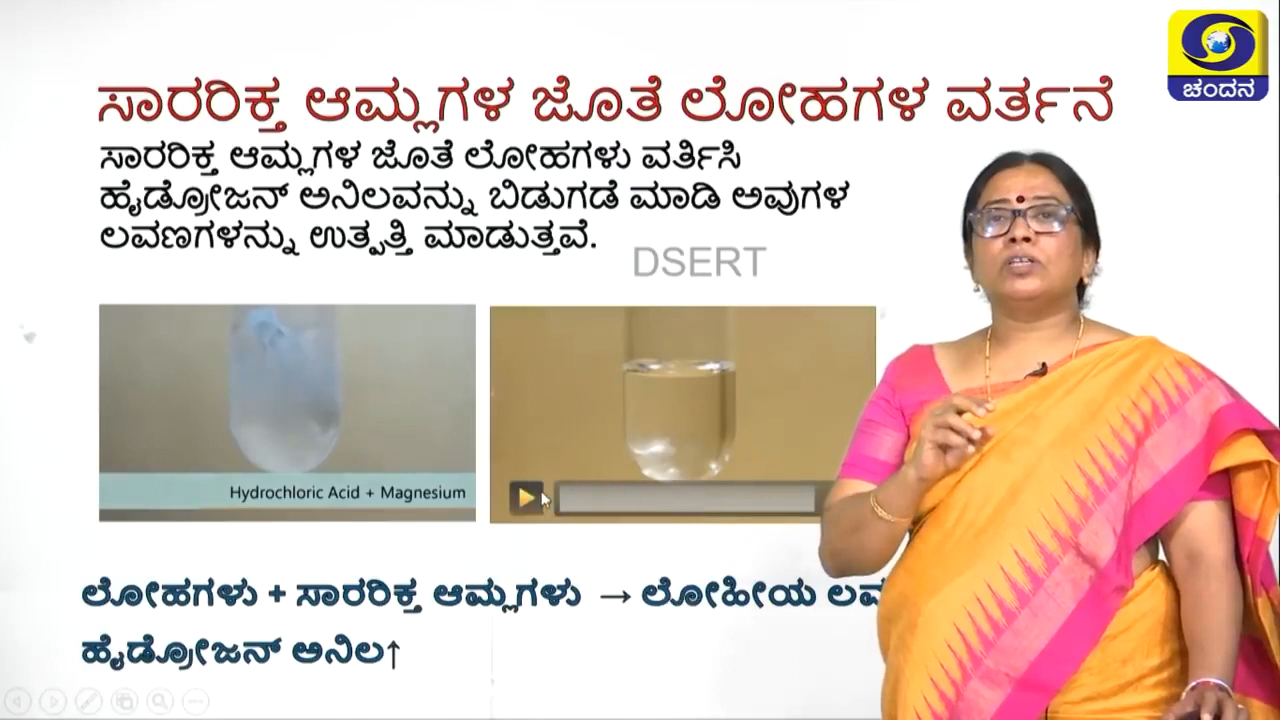 ಚಂದನ
ಸಾರರಿಕ್ತ ಆಮ್ಲಗಳ ಜೊತೆ ಲೋಹಗಳ ವರ್ತನೆ
ಸಾರರಿಕ್ತ ಆಮ್ಲಗಳ ಜೊತೆ ಲೋಹಗಳು ವರ್ತಿಸಿ
ಹೈಡ್ರೋಜನ್ ಅನಿಲವನ್ನು ಬಿಡುಗಡೆ ಮಾಡಿ ಅವುಗಳ
ಲವಣಗಳನ್ನು ಉತ್ಪತ್ತಿ ಮಾಡುತ್ತವೆ.
DSERT
Hydrochloric Acid + Magnesium
ಲೋಹಗಳು + ಸಾರರಿಕ್ತ ಆಮ್ಲಗಳು → ಲೋಹೀಯ
ಹೈಡ್ರೋಜನ್ ಅನಿಲ↑